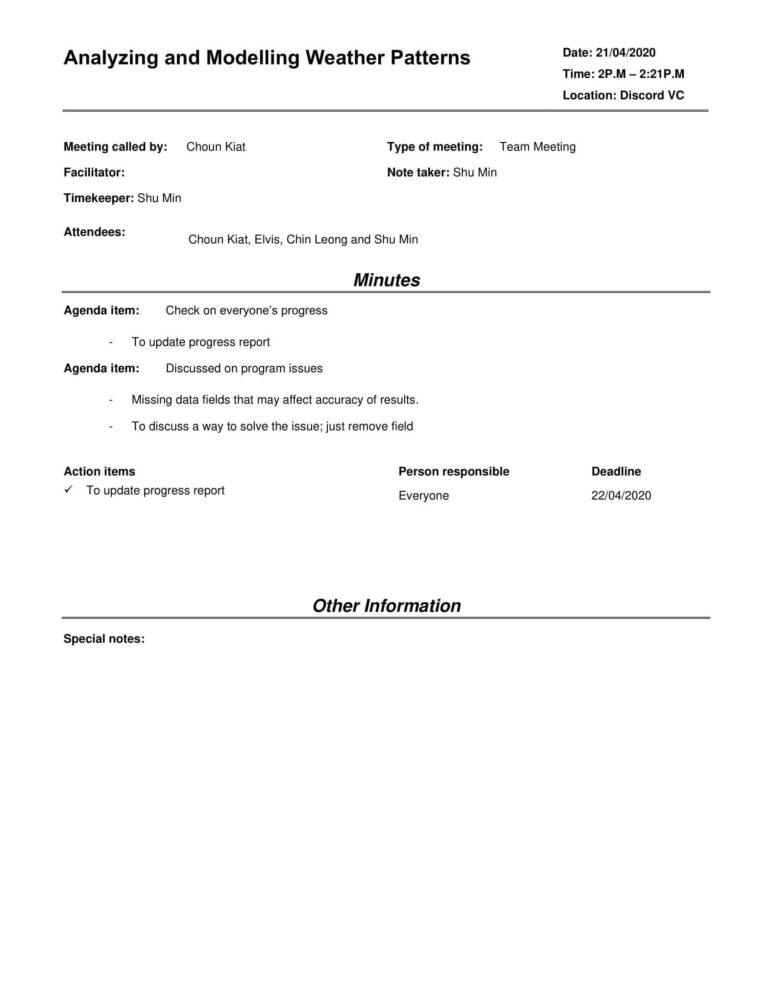 Analyzing and Modelling Weather Patterns
Date: 21/04/2020
Time: 2P.M – 2:21P.M
Location: Discord VC
Meeting called by: Choun Kiat Type of meeting: Team Meeting
Facilitator: Note taker: Shu Min
Timekeeper: Shu Min
Attendees: Choun Kiat, Elvis, Chin Leong and Shu Min
Minutes
Agenda item: Check on everyone’s progress
- To update progress report
Agenda item: Discussed on program issues
- Missing data fields that may affect accuracy of results.
- To discuss a way to solve the issue; just remove field
Action items Person responsible Deadline
✓ To update progress report Everyone 22/04/2020
Other Information
Special notes: